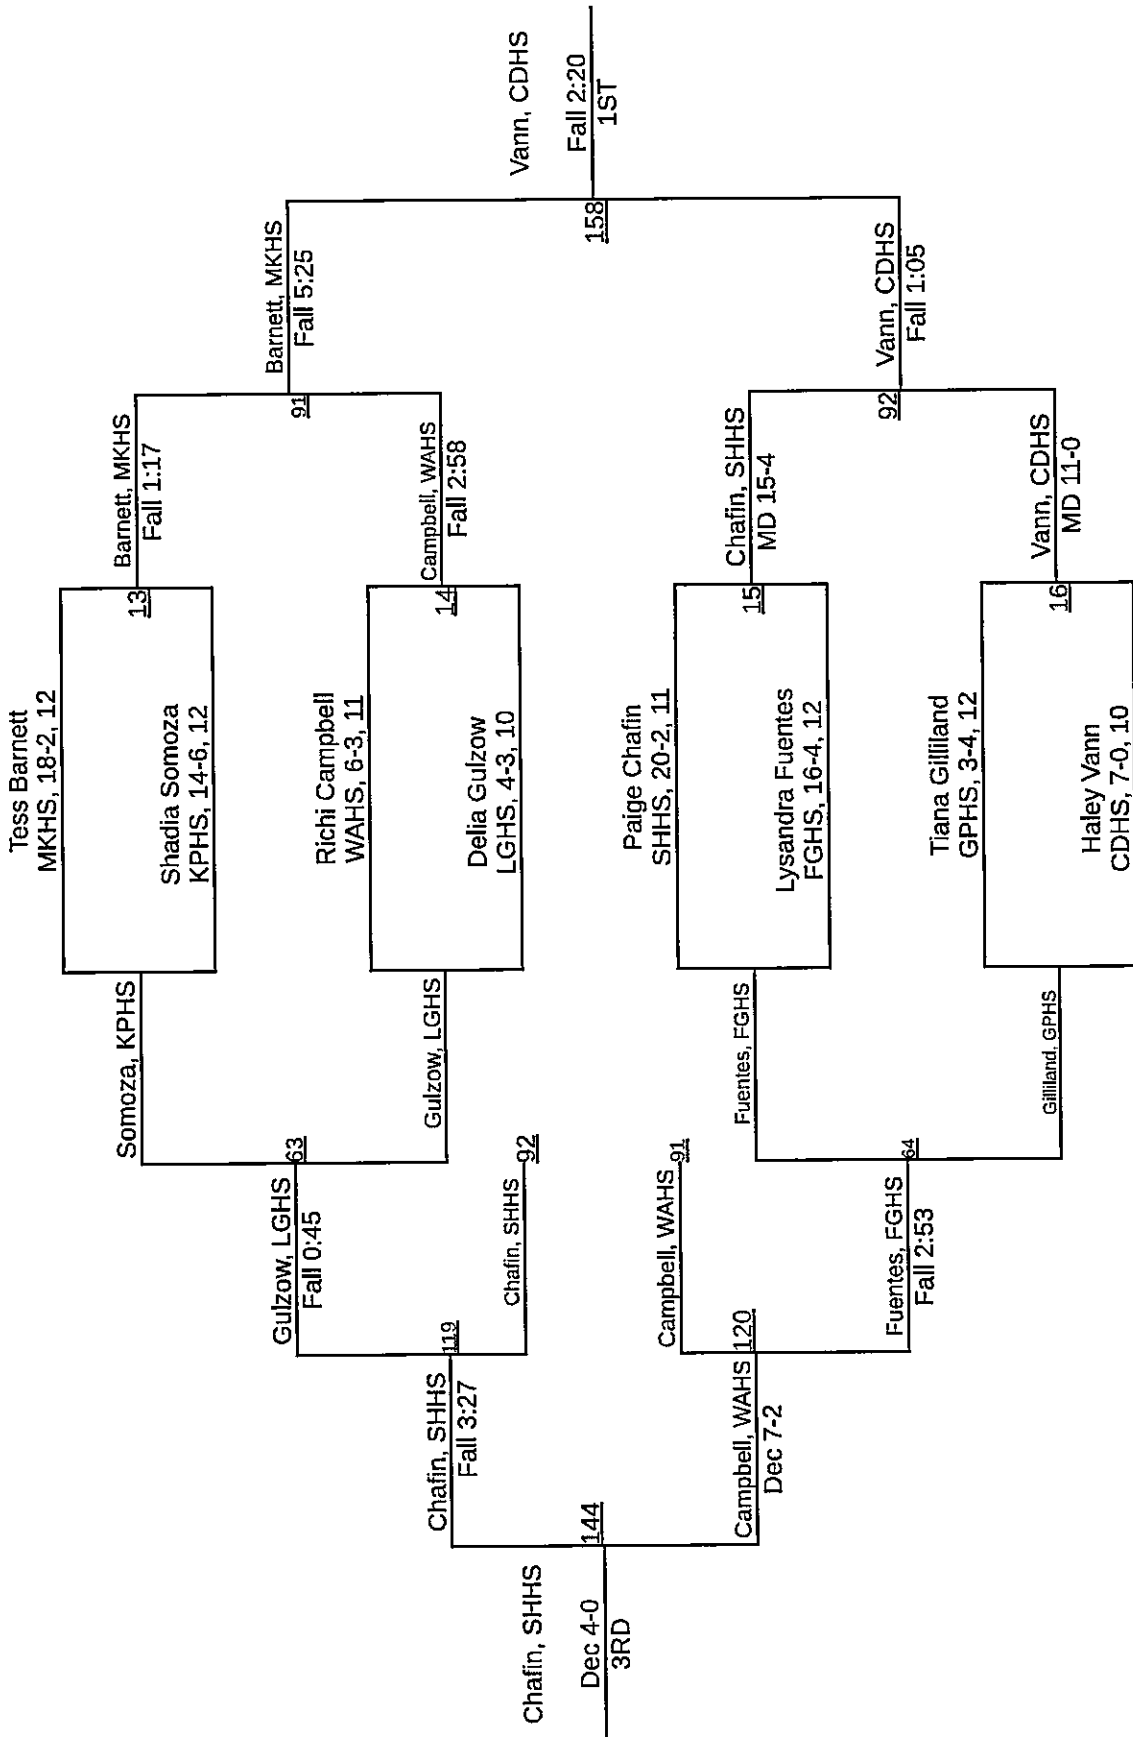 Tess Barnett
MKHS, 18-2, 12
Shadia Somoza
KPHS, 14-6, 12
13
Barnett, MKHS
Fall 1:17
Richi Campbell
WAHS, 6-3, 11
Delia Gulzow
LGHS, 4-3, 10
14
Campbell, WAHS
Fall 2:58
91
Barnett, MKHS
Fall 5:25
Paige Chafin
SHHS, 20-2, 11
Lysandra Fuentes
FGHS, 16-4, 12
15
Chafin, SHHS
MD 15-4
Tiana Gilliland
GPHS, 3-4, 12
Haley Vann
CDHS, 7-0, 10
16
Vann, CDHS
MD 11-0
92
Vann, CDHS
Fall 1:05
158
Vann, CDHS
Fall 2:20
1ST
Somoza, KPHS
63
Gulzow, LGHS
Gulzow, LGHS
Fall 0:45
Chafin, SHHS
92
119
Chafin, SHHS
Fall 3:27
Fuentes, FGHS
64
Gilliland, GPHS
Campbell, WAHS
91
Fuentes, FGHS
Fall 2:53
120
Campbell, WAHS
Dec 7-2
144
Chafin, SHHS
Dec 4-0
3RD